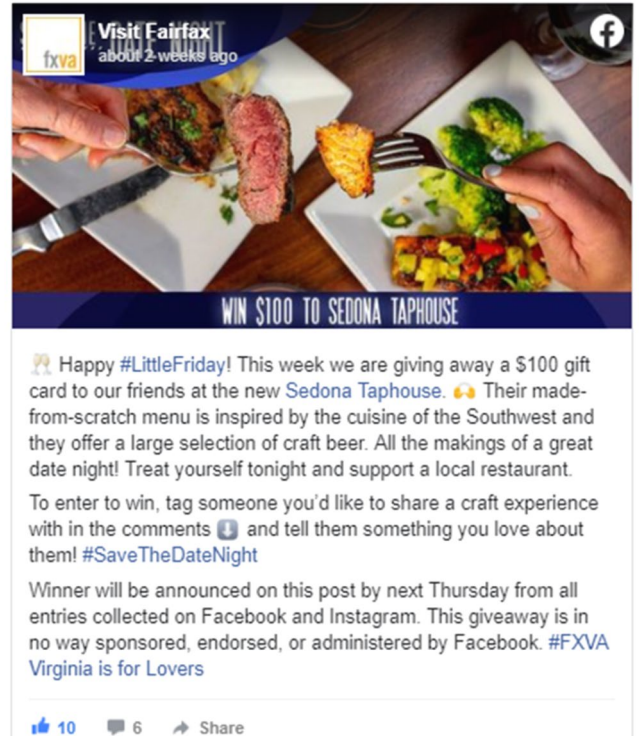 DATE NIGHT
Visit Fairfax
about 2 weeks ago
fxva
WIN $100 TO SEDONA TAPHOUSE
🥂 Happy #LittleFriday! This week we are giving away a $100 gift
card to our friends at the new Sedona Taphouse. 🙌 Their made-
from-scratch menu is inspired by the cuisine of the Southwest and
they offer a large selection of craft beer. All the makings of a great
date night! Treat yourself tonight and support a local restaurant.
To enter to win, tag someone you'd like to share a craft experience
with in the comments ⬇️ and tell them something you love about
them! #SaveTheDateNight
Winner will be announced on this post by next Thursday from all
entries collected on Facebook and Instagram. This giveaway is in
no way sponsored, endorsed, or administered by Facebook. #FXVA
Virginia is for Lovers
10 6 Share